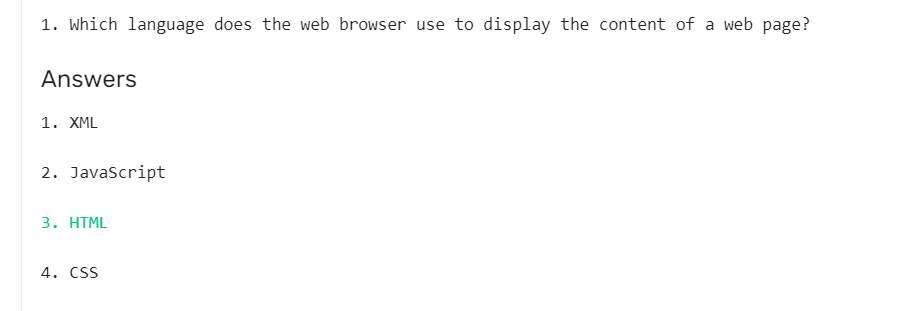 1. Which language does the web browser use to display the content of a web page?
Answers
1. XML
2. JavaScript
3. HTML
4. CSS